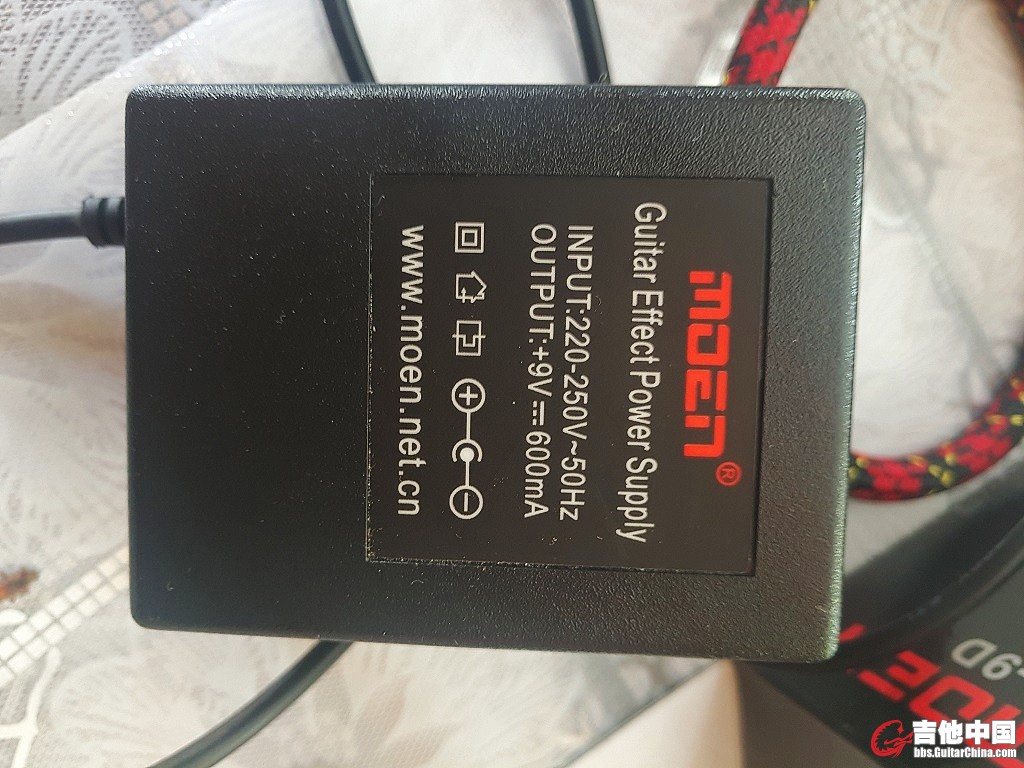 MOEN®
Guitar Effect Power Supply
INPUT:220-250V~50Hz
OUTPUT:+9V⎓600mA
www.moen.net.cn
9D
吉他中国
bbs.GuitarChina.com